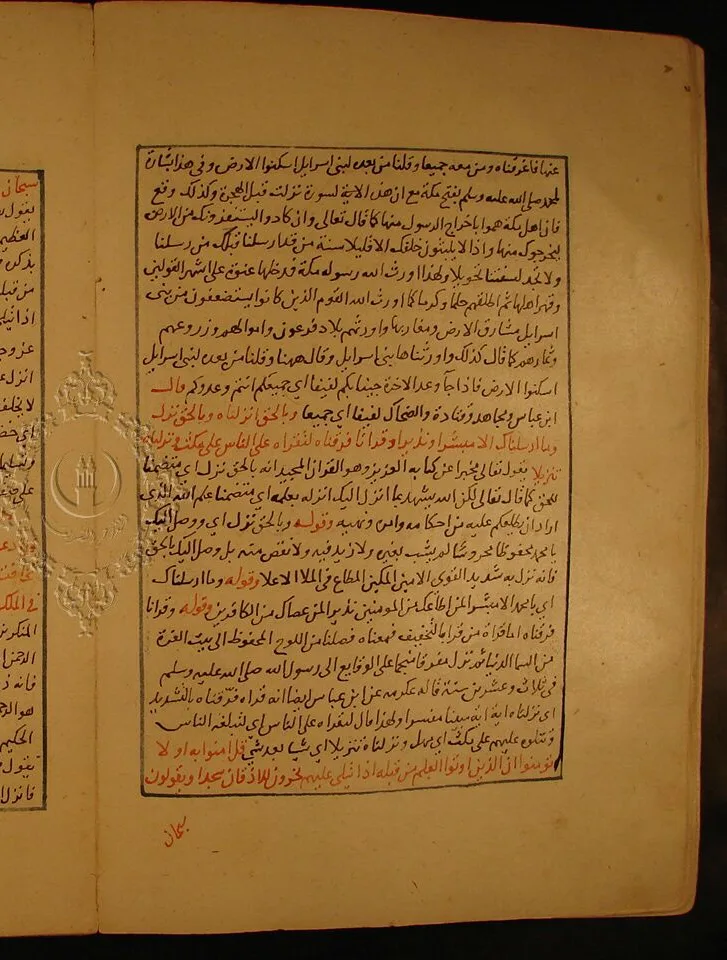 عنها فاغرقناه ومن معه جميعا وقلنا من بعده لبني اسرايل اسكنوا الارض وفي هذا بشارة
لمحمد صلى الله عليه وسلم بفتح مكة مع ان هذه الاية لسورة نزلت قبل الهجرة وكذلك وقع
فان اهل مكة هموا باخراج الرسول منها كما قال تعالى وان كادوا ليستفزونك من الارض
ليخرجوك منها واذا لا يلبثون خلفك الا قليلا سنة من قد ارسلنا قبلك من رسلنا
ولا تجد لسنتنا تحويلا ولهذا اورث الله رسوله مكة فدخلها عنوة على اشهر القولين
وقهر اهلها ثم اطلقهم حلما وكرما كما اورث الله القوم الذين كانوا يستضعفون من بني
اسرايل مشارق الارض ومغاربها واورثهم بلاد فرعون واموالهم وزروعهم
وثمارهم كما قال كذلك واورثناها بني اسرايل وقال ههنا وقلنا من بعده لبني اسرايل
اسكنوا الارض فاذا جا وعد الاخرة جينا بكم لفيفا اي جميعكم انتم وعدوكم قال
ابن عباس ومجاهد وقتادة والضحاك لفيفا اي جميعا وبالحق انزلناه وبالحق نزل
وما ارسلناك الا مبشرا ونذيرا وقرانا فرقناه لتقراه على الناس على مكث ونزلناه
تنزيلا يقول تعالى مخبرا عن كتابه العزيز وهو القران المجيد انه بالحق نزل اي متضمنا
للحق كما قال تعالى لكن الله يشهد بما انزل اليك انزله بعلمه اي متضمنا علم الله الذي
اراد ان يطلعكم عليه من احكامه وامره ونهيه وقوله وبالحق نزل اي ووصل اليك
يا محمد محفوظا محروسا لم يشب بغيره ولا زيد فيه ولا نقص منه بل وصل اليك بالحق
فانه نزل به شديد القوى الامين المكين المطاع في الملا الاعلا وقوله وما ارسلناك
اي يا محمد الا مبشرا لمن اطاعك من المومنين نذيرا لمن عصاك من الكافرين وقوله وقرانا
فرقناه اما قراة من قرا بالتخفيف فمعناه فصلناه من اللوح المحفوظ الى بيت العزة
من السما الدنيا ثم نزل مفرقا منجما على الوقايع الى رسول الله صلى الله عليه وسلم
في ثلاث وعشرين سنة قاله عكرمه عن ابن عباس وعن ابن عباس ايضا انه قراه فرّقناه بالتشديد
اي نزلناه اية اية مبينا مفسرا ولهذا قال لتقراه على الناس اي لتبلغه الناس
وتتلوه عليهم على مكث اي مهل ونزلناه تنزيلا اي شيا بعد شي قل امنوا به او لا
تومنوا ان الذين اوتوا العلم من قبله اذا يتلى عليهم يخرون للاذقان سجدا ويقولون
سبحان